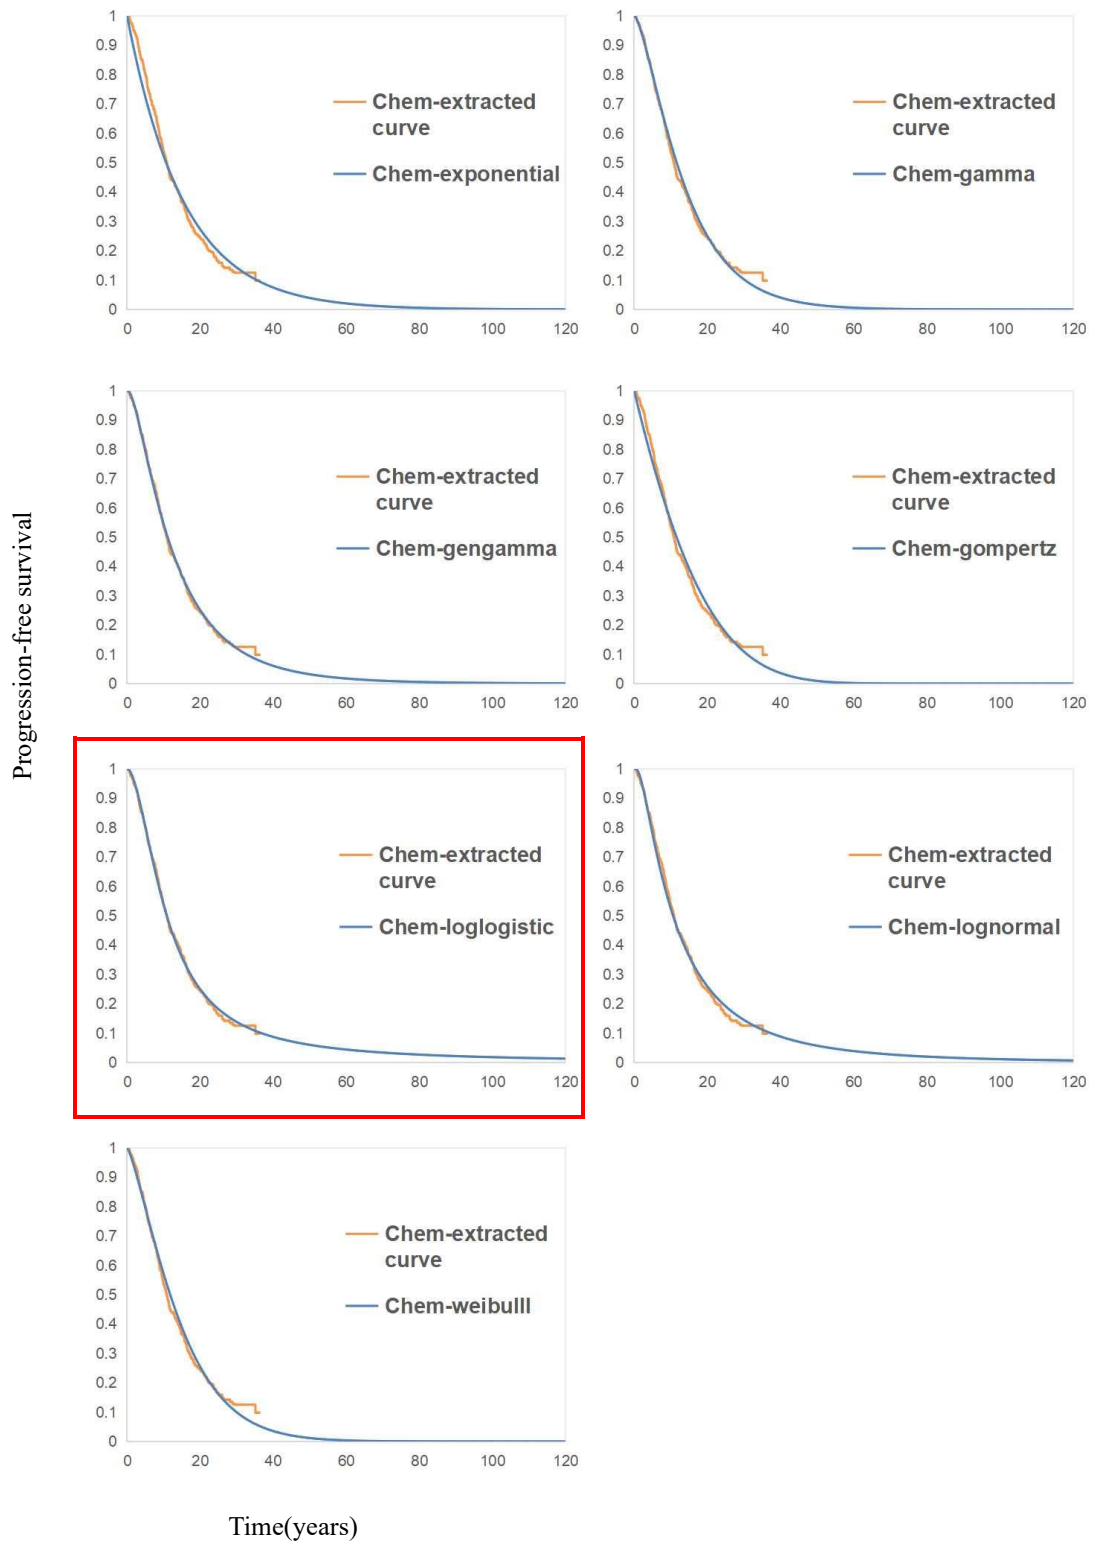 1
0.9
0.8
0.7
0.6
0.5
0.4
0.3
0.2
0.1
0
0 20 40 60 80 100 120
Chem-extracted
curve
Chem-exponential
1
0.9
0.8
0.7
0.6
0.5
0.4
0.3
0.2
0.1
0
0 20 40 60 80 100 120
Chem-extracted
curve
Chem-gamma
Progression-free survival
1
0.9
0.8
0.7
0.6
0.5
0.4
0.3
0.2
0.1
0
0 20 40 60 80 100 120
Chem-extracted
curve
Chem-gengamma
1
0.9
0.8
0.7
0.6
0.5
0.4
0.3
0.2
0.1
0
0 20 40 60 80 100 120
Chem-extracted
curve
Chem-gompertz
1
0.9
0.8
0.7
0.6
0.5
0.4
0.3
0.2
0.1
0
0 20 40 60 80 100 120
Chem-extracted
curve
Chem-loglogistic
1
0.9
0.8
0.7
0.6
0.5
0.4
0.3
0.2
0.1
0
0 20 40 60 80 100 120
Chem-extracted
curve
Chem-lognormal
1
0.9
0.8
0.7
0.6
0.5
0.4
0.3
0.2
0.1
0
0 20 40 60 80 100 120
Chem-extracted
curve
Chem-weibulll
Time(years)